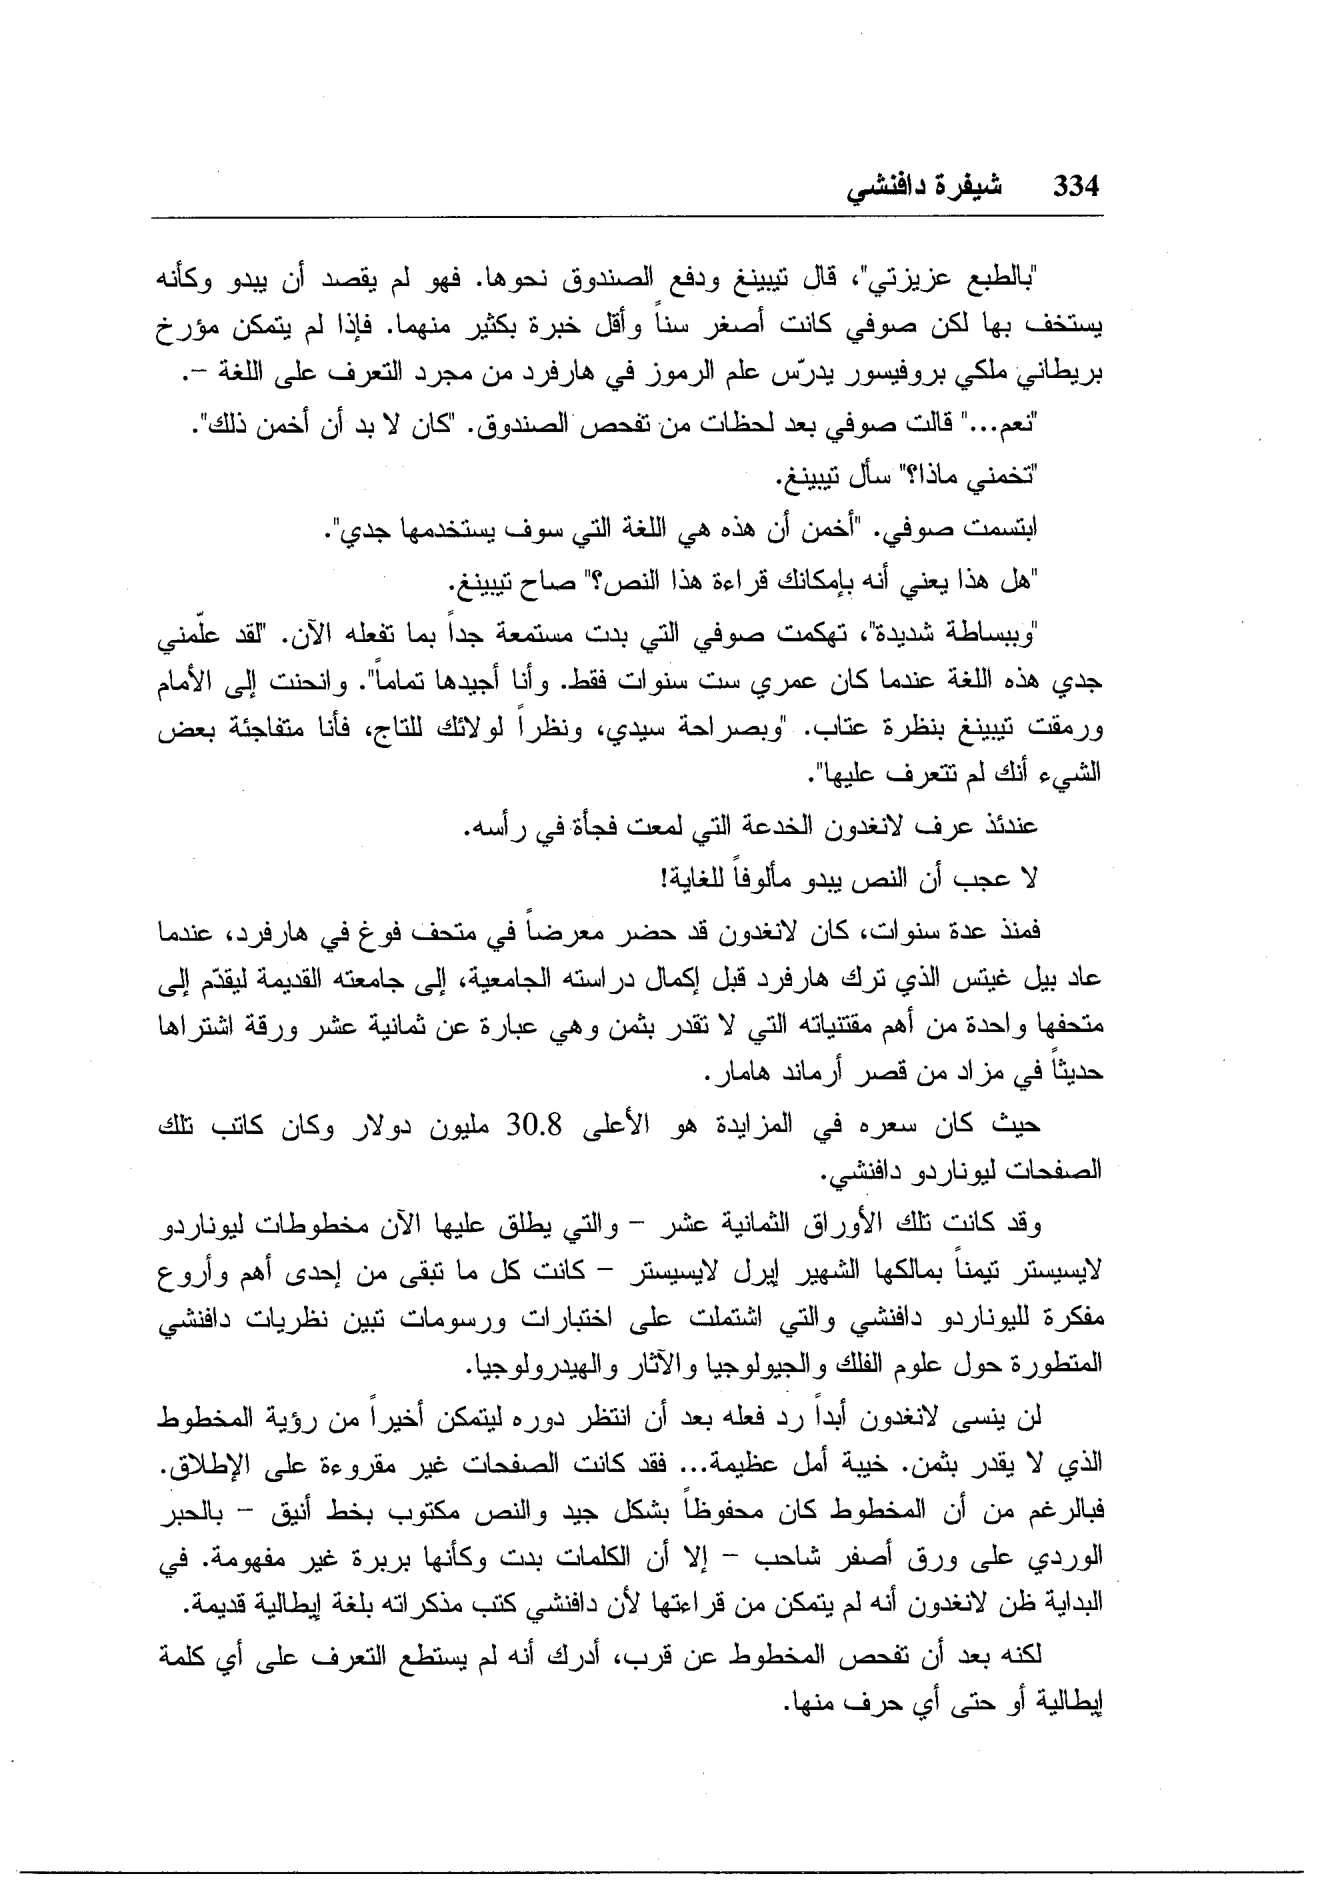 334 شيفرة دافنشي
"بالطبع عزيزتي"، قال تيبينغ ودفع الصندوق نحوها. فهو لم يقصد أن يبدو وكأنه
يستخف بها لكن صوفي كانت أصغر سناً وأقل خبرة بكثير منهما. فإذا لم يتمكن مؤرخ
بريطاني ملكي بروفيسور يدرّس علم الرموز في هارفرد من مجرد التعرف على اللغة –.
"نعم..." قالت صوفي بعد لحظات من تفحص الصندوق. "كان لا بد أن أخمن ذلك".
"تخمني ماذا؟" سأل تيبينغ.
ابتسمت صوفي. "أخمن أن هذه هي اللغة التي سوف يستخدمها جدي".
"هل هذا يعني أنه بإمكانك قراءة هذا النص؟" صاح تيبينغ.
"وببساطة شديدة"، تهكمت صوفي التي بدت مستمعة جداً بما تفعله الآن. "لقد علّمني
جدي هذه اللغة عندما كان عمري ست سنوات فقط. وأنا أجيدها تماماً". وانحنت إلى الأمام
ورمقت تيبينغ بنظرة عتاب. "وبصراحة سيدي، ونظراً لولائك للتاج، فأنا متفاجئة بعض
الشيء أنك لم تتعرف عليها".
عندئذ عرف لانغدون الخدعة التي لمعت فجأة في رأسه.
لا عجب أن النص يبدو مألوفاً للغاية!
فمنذ عدة سنوات، كان لانغدون قد حضر معرضاً في متحف فوغ في هارفرد، عندما
عاد بيل غيتس الذي ترك هارفرد قبل إكمال دراسته الجامعية، إلى جامعته القديمة ليقدّم إلى
متحفها واحدة من أهم مقتنياته التي لا تقدر بثمن وهي عبارة عن ثمانية عشر ورقة اشتراها
حديثاً في مزاد من قصر أرماند هامار.
حيث كان سعره في المزايدة هو الأعلى 30.8 مليون دولار وكان كاتب تلك
الصفحات ليوناردو دافنشي.
وقد كانت تلك الأوراق الثمانية عشر – والتي يطلق عليها الآن مخطوطات ليوناردو
لايسيستر تيمناً بمالكها الشهير إيرل لايسيستر – كانت كل ما تبقى من إحدى أهم وأروع
مفكرة لليوناردو دافنشي والتي اشتملت على اختبارات ورسومات تبين نظريات دافنشي
المتطورة حول علوم الفلك والجيولوجيا والآثار والهيدرولوجيا.
لن ينسى لانغدون أبداً رد فعله بعد أن انتظر دوره ليتمكن أخيراً من رؤية المخطوط
الذي لا يقدر بثمن. خيبة أمل عظيمة... فقد كانت الصفحات غير مقروءة على الإطلاق.
فبالرغم من أن المخطوط كان محفوظاً بشكل جيد والنص مكتوب بخط أنيق – بالحبر
الوردي على ورق أصفر شاحب – إلا أن الكلمات بدت وكأنها بربرة غير مفهومة. في
البداية ظن لانغدون أنه لم يتمكن من قراءتها لأن دافنشي كتب مذكراته بلغة إيطالية قديمة.
لكنه بعد أن تفحص المخطوط عن قرب، أدرك أنه لم يستطع التعرف على أي كلمة
إيطالية أو حتى أي حرف منها.